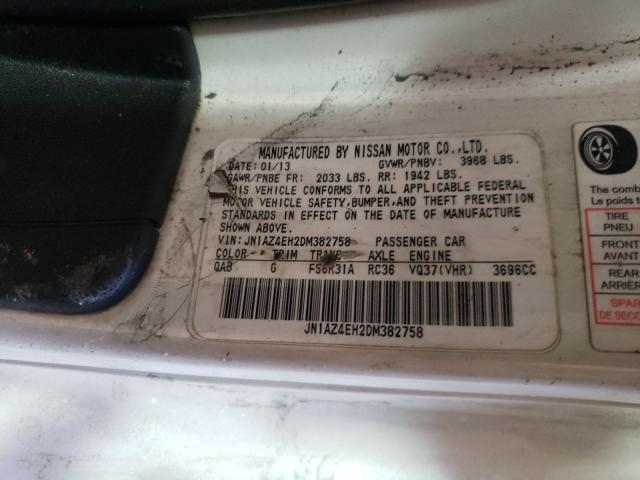 MANUFACTURED BY NISSAN MOTOR CO.,LTD.
DATE: 01/13 GVWR/PNBV: 3968 LBS.
GAWR/PNBE FR: 2033 LBS. RR: 1942 LBS.
THIS VEHICLE CONFORMS TO ALL APPLICABLE FEDERAL
MOTOR VEHICLE SAFETY,BUMPER,AND THEFT PREVENTION
STANDARDS IN EFFECT ON THE DATE OF MANUFACTURE
SHOWN ABOVE.
VIN: JN1AZ4EH2DM382758 PASSENGER CAR
COLOR TRIM TRANS AXLE ENGINE
QAB G FS6R31A RC36 VQ37(VHR) 3696CC
JN1AZ4EH2DM382758
The comb
Le poids t
TIRE
PNEU
FRONT
AVANT
REAR
ARRIÈR
SPAR
DE SECO